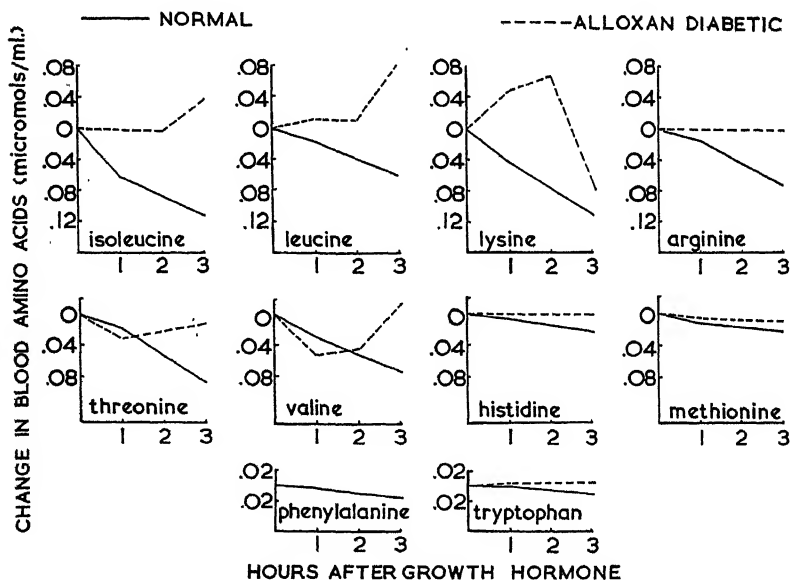 NORMAL
ALLOXAN DIABETIC
CHANGE IN BLOOD AMINO ACIDS (micromols/ml.)
.08 .08 .08 .08
.04 .04 .04 .04
0 0 0 0
.04 .04 .04 .04
.08 .08 .08 .08
.12 .12 .12 .12
isoleucine leucine lysine arginine
1 2 3 1 2 3 1 2 3 1 2 3
0 0 0 0
.04 .04 .04 .04
.08 .08 .08 .08
threonine valine histidine methionine
1 2 3 1 2 3 1 2 3 1 2 3
.02 .02
.02 .02
phenylalanine tryptophan
1 2 3 1 2 3
HOURS AFTER GROWTH HORMONE